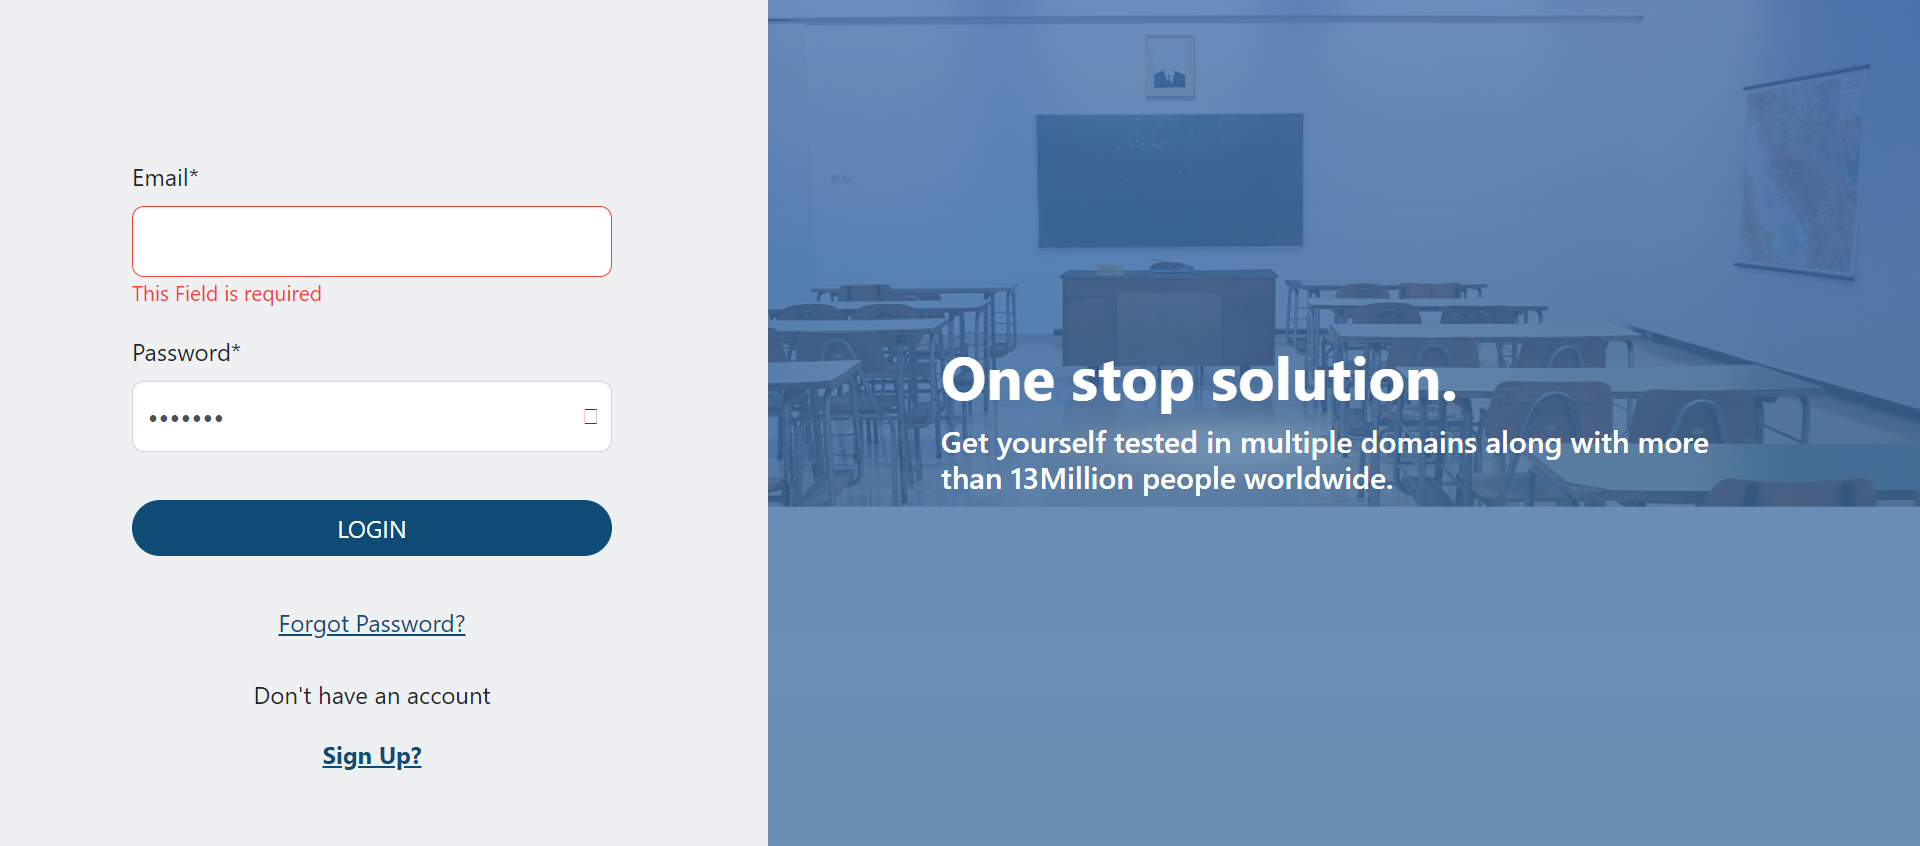 Email*
This Field is required
Password*
•••••••
LOGIN
Forgot Password?
Don't have an account
Sign Up?
One stop solution.
Get yourself tested in multiple domains along with more
than 13Million people worldwide.